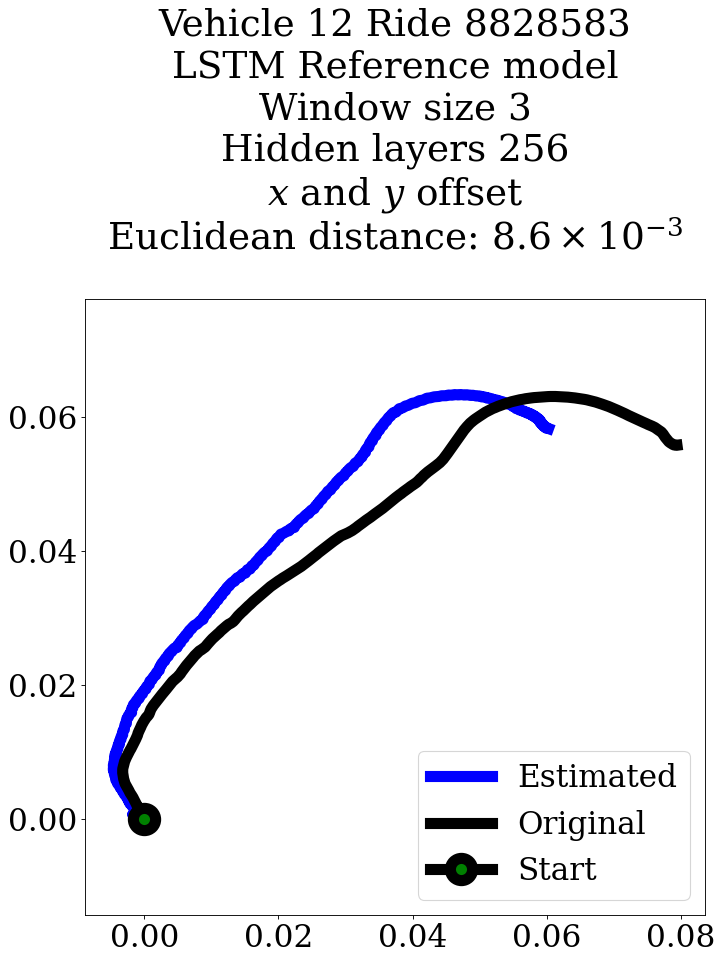 Vehicle 12 Ride 8828583
LSTM Reference model
Window size 3
Hidden layers 256
x and y offset
Euclidean distance: 8.6 × 10⁻³
0.06
0.04
0.02
0.00
Estimated
Original
Start
0.00 0.02 0.04 0.06 0.08